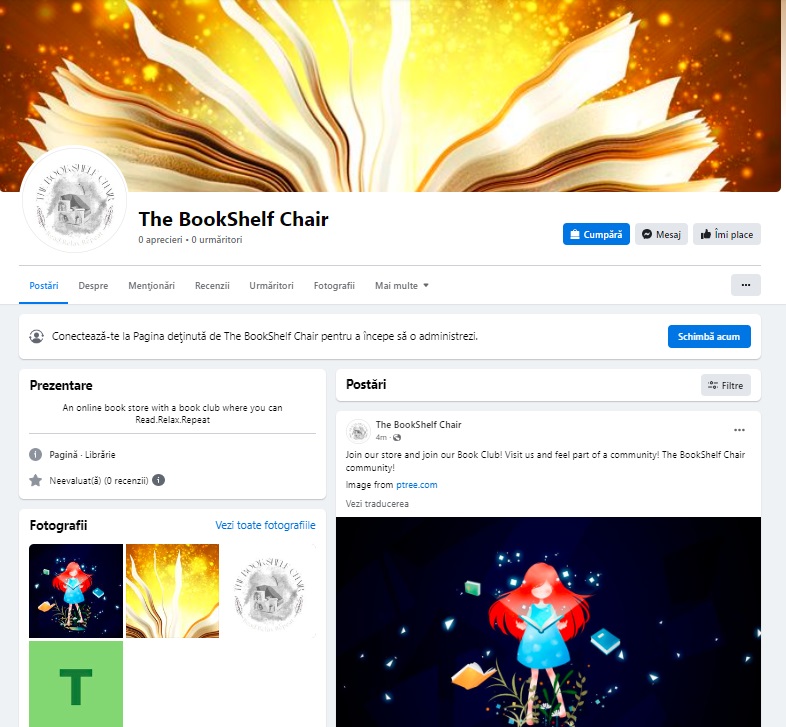 THE BOOKSHELF CHAIR
The BookShelf Chair
0 aprecieri • 0 urmăritori
Cumpără
Mesaj
Îmi place
Postări
Despre
Menționări
Recenzii
Urmăritori
Fotografii
Mai multe
Conectează-te la Pagina deținută de The BookShelf Chair pentru a începe să o administrezi.
Schimbă acum
Prezentare
An online book store with a book club where you can
Read.Relax.Repeat
Pagină · Librărie
Neevaluat(ă) (0 recenzii)
Fotografii
Vezi toate fotografiile
THE BOOKSHELF CHAIR
T
Postări
Filtre
The BookShelf Chair
4m ·
Join our store and join our Book Club! Visit us and feel part of a community! The BookShelf Chair
community!
Image from ptree.com
Vezi traducerea